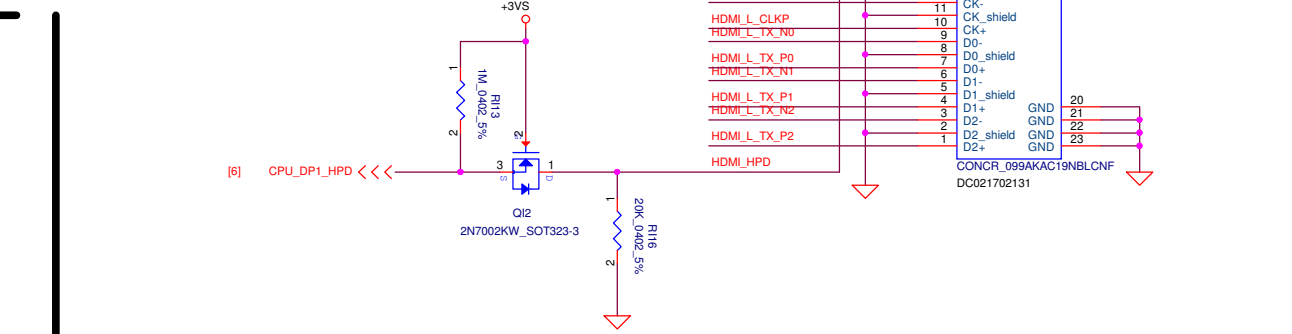 +3VS
CK-
11
CK_shield
HDMI_L_CLKP
10
CK+
HDMI_L_TX_N0
9
D0-
8
D0_shield
HDMI_L_TX_P0
7
D0+
HDMI_L_TX_N1
6
D1-
5
D1_shield
HDMI_L_TX_P1
4
D1+
HDMI_L_TX_N2
3
D2-
2
D2_shield
HDMI_L_TX_P2
1
D2+
GND 20
GND 21
GND 22
GND 23
HDMI_HPD
CONCR_099AKAC19NBLCNF
DC021702131
1
RI13
1M_0402_5%
2
2
G
[6]
CPU_DP1_HPD
3
S
1
D
QI2
2N7002KW_SOT323-3
1
RI16
20K_0402_5%
2